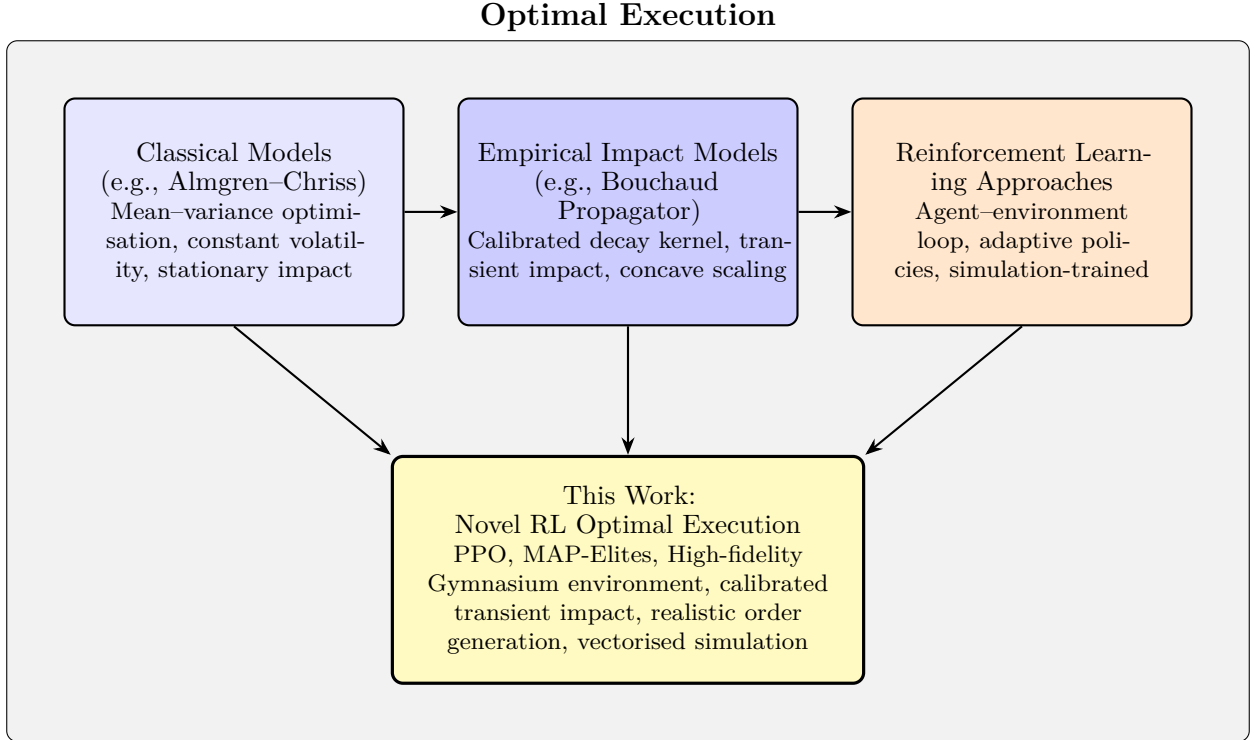 Optimal Execution
Classical Models
(e.g., Almgren–Chriss)
Mean–variance optimi-
sation, constant volatil-
ity, stationary impact
Empirical Impact Models
(e.g., Bouchaud
Propagator)
Calibrated decay kernel, tran-
sient impact, concave scaling
Reinforcement Learn-
ing Approaches
Agent–environment
loop, adaptive poli-
cies, simulation-trained
This Work:
Novel RL Optimal Execution
PPO, MAP-Elites, High-fidelity
Gymnasium environment, calibrated
transient impact, realistic order
generation, vectorised simulation